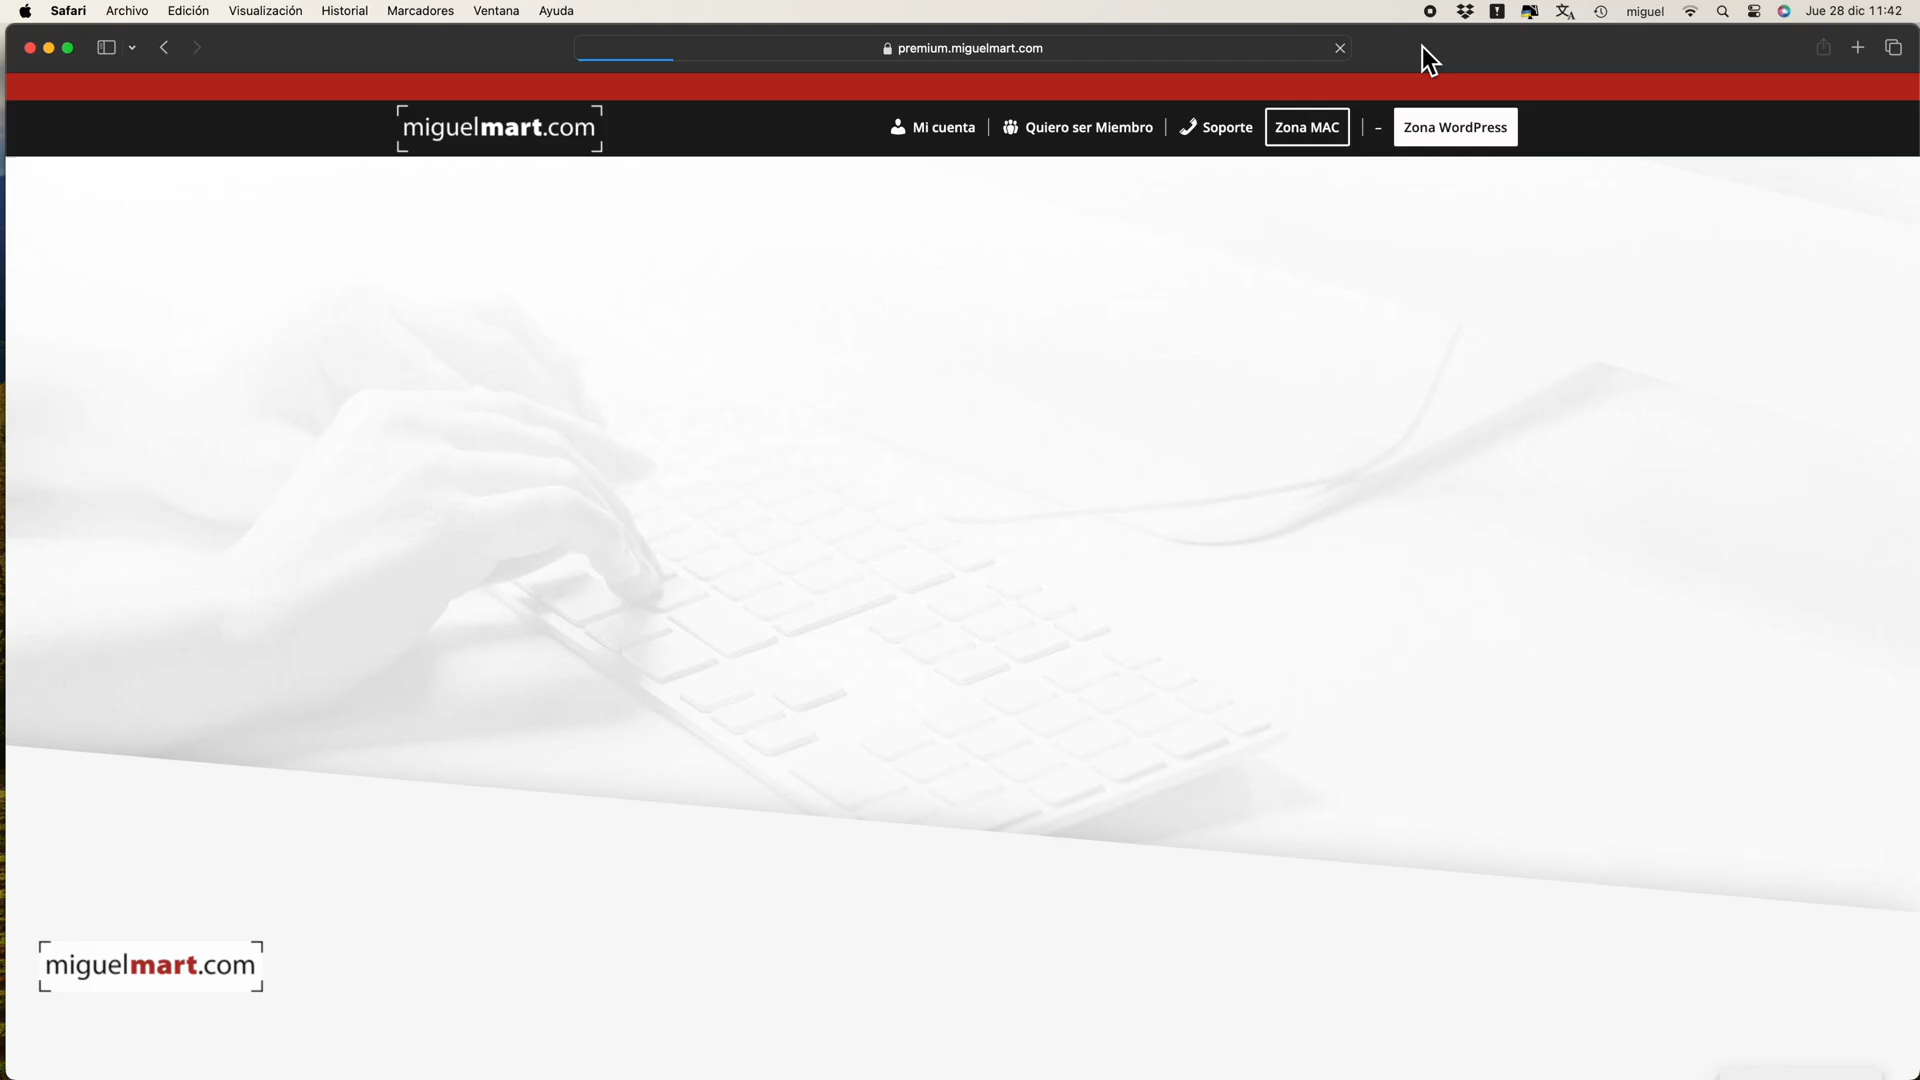 Safari Archivo Edición Visualización Historial Marcadores Ventana Ayuda miguel Jue 28 dic 11:42
premium.miguelmart.com
miguelmart.com Mi cuenta | Quiero ser Miembro | Soporte Zona MAC | – Zona WordPress
miguelmart.com